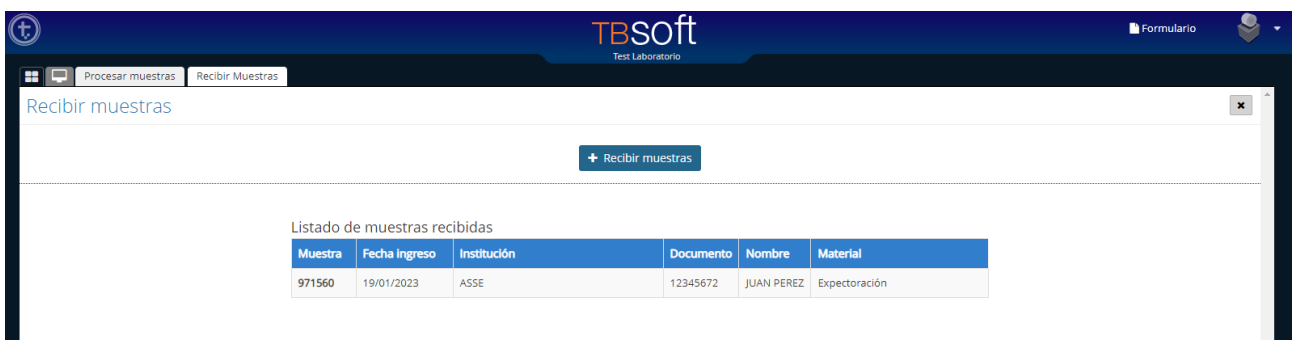 t.
TBsoft
Formulario
Test Laboratorio
Procesar muestras Recibir Muestras
Recibir muestras
+ Recibir muestras
Listado de muestras recibidas
Muestra Fecha Ingreso Institución Documento Nombre Material
971560 19/01/2023 ASSE 12345672 JUAN PEREZ Expectoración